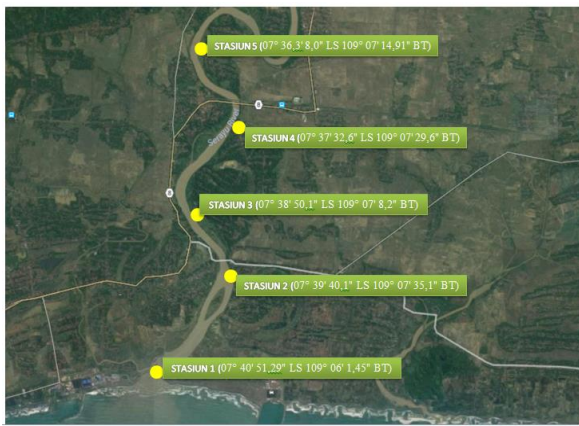 STASIUN 5 (07° 36,3'8,0" LS 109° 07' 14,91" BT)
STASIUN 4 (07° 37' 32,6" LS 109° 07' 29,6" BT)
STASIUN 3 (07° 38' 50,1" LS 109° 07' 8,2" BT)
STASIUN 2 (07° 39' 40,1" LS 109° 07' 35,1" BT)
STASIUN 1 (07° 40' 51,29" LS 109° 06' 1,45" BT)